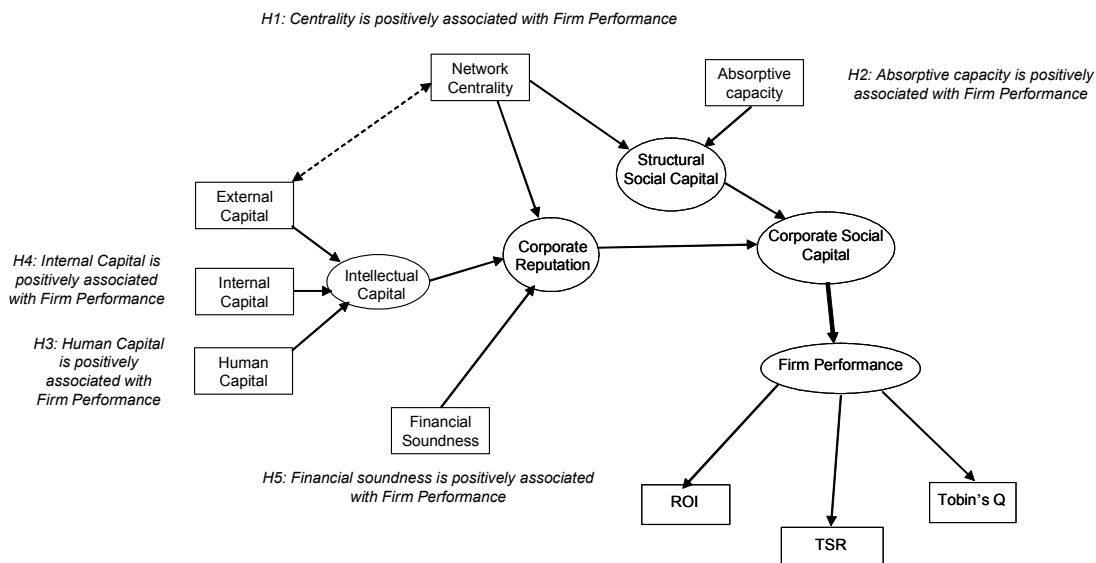 H1: Centrality is positively associated with Firm Performance
Network
Centrality
Absorptive
capacity
H2: Absorptive capacity is positively
associated with Firm Performance
Structural
Social Capital
External
Capital
Corporate
Reputation
Corporate Social
Capital
H4: Internal Capital is
positively associated
with Firm Performance
Internal
Capital
Intellectual
Capital
H3: Human Capital
is positively
associated with
Firm Performance
Human
Capital
Firm Performance
Financial
Soundness
H5: Financial soundness is positively associated
with Firm Performance
ROI
TSR
Tobin's Q